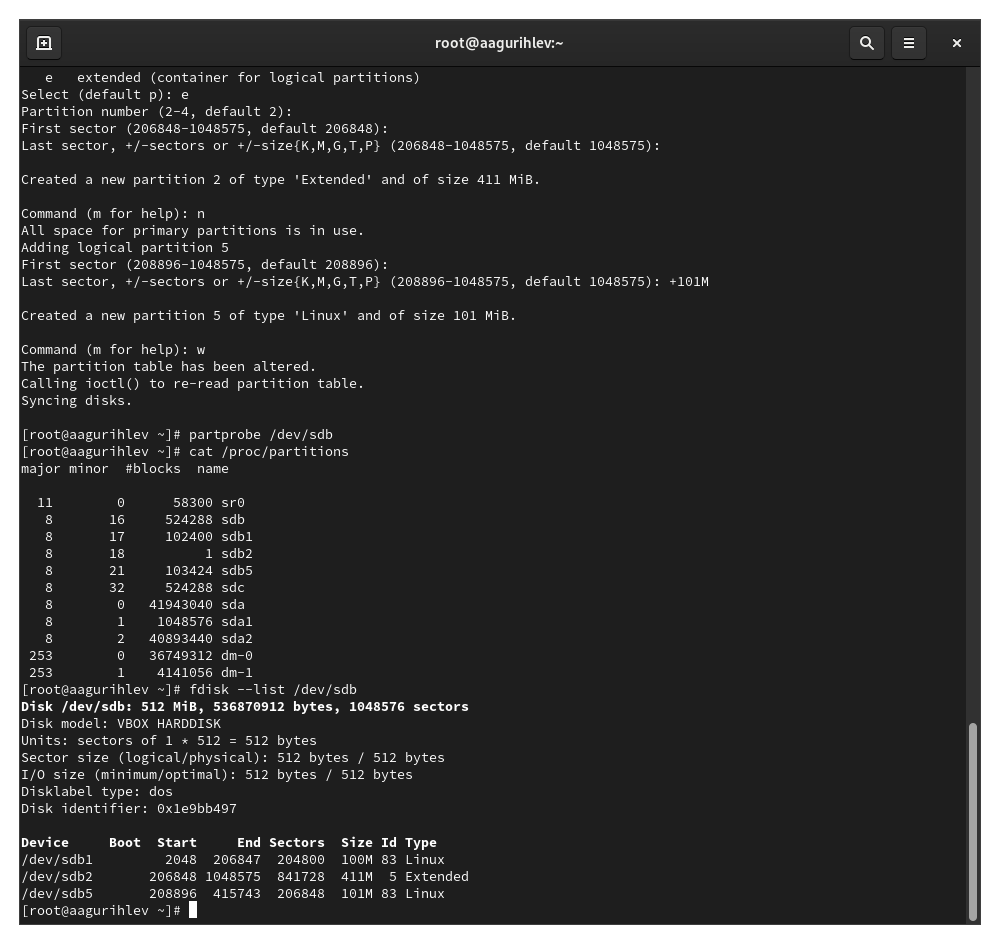 root@aagurihlev:~
   e   extended (container for logical partitions)
Select (default p): e
Partition number (2-4, default 2):
First sector (206848-1048575, default 206848):
Last sector, +/-sectors or +/-size{K,M,G,T,P} (206848-1048575, default 1048575):

Created a new partition 2 of type 'Extended' and of size 411 MiB.

Command (m for help): n
All space for primary partitions is in use.
Adding logical partition 5
First sector (208896-1048575, default 208896):
Last sector, +/-sectors or +/-size{K,M,G,T,P} (208896-1048575, default 1048575): +101M

Created a new partition 5 of type 'Linux' and of size 101 MiB.

Command (m for help): w
The partition table has been altered.
Calling ioctl() to re-read partition table.
Syncing disks.

[root@aagurihlev ~]# partprobe /dev/sdb
[root@aagurihlev ~]# cat /proc/partitions
major minor  #blocks  name

  11        0      58300 sr0
   8       16     524288 sdb
   8       17     102400 sdb1
   8       18          1 sdb2
   8       21     103424 sdb5
   8       32     524288 sdc
   8        0   41943040 sda
   8        1    1048576 sda1
   8        2   40893440 sda2
 253        0   36749312 dm-0
 253        1    4141056 dm-1
[root@aagurihlev ~]# fdisk --list /dev/sdb
Disk /dev/sdb: 512 MiB, 536870912 bytes, 1048576 sectors
Disk model: VBOX HARDDISK
Units: sectors of 1 * 512 = 512 bytes
Sector size (logical/physical): 512 bytes / 512 bytes
I/O size (minimum/optimal): 512 bytes / 512 bytes
Disklabel type: dos
Disk identifier: 0x1e9bb497

Device     Boot  Start     End Sectors  Size Id Type
/dev/sdb1         2048  206847  204800  100M 83 Linux
/dev/sdb2       206848 1048575  841728  411M  5 Extended
/dev/sdb5       208896  415743  206848  101M 83 Linux
[root@aagurihlev ~]#